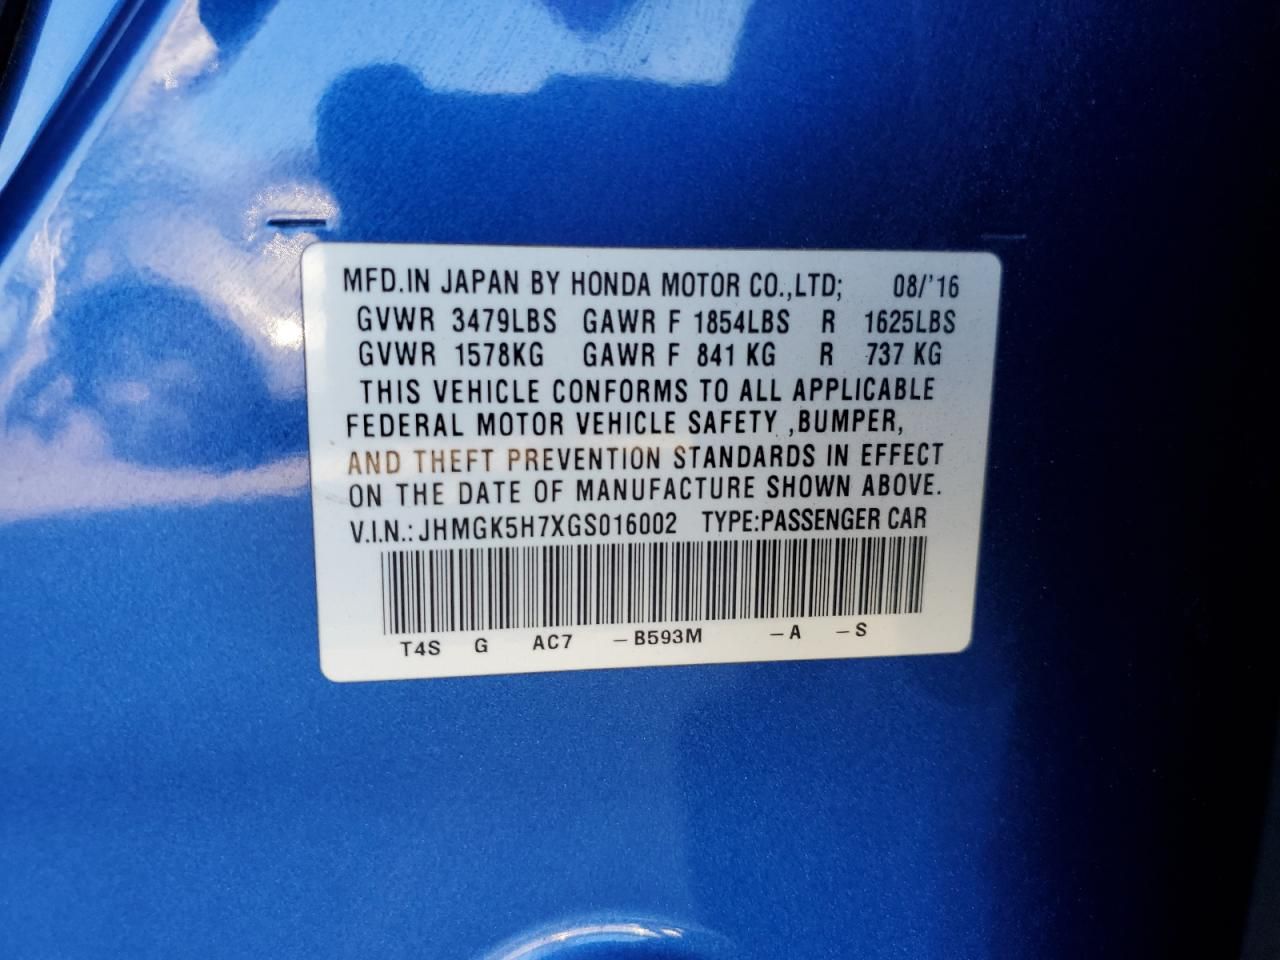 MFD.IN JAPAN BY HONDA MOTOR CO.,LTD; 08/'16
GVWR 3479LBS GAWR F 1854LBS R 1625LBS
GVWR 1578KG GAWR F 841 KG R 737 KG
THIS VEHICLE CONFORMS TO ALL APPLICABLE
FEDERAL MOTOR VEHICLE SAFETY ,BUMPER,
AND THEFT PREVENTION STANDARDS IN EFFECT
ON THE DATE OF MANUFACTURE SHOWN ABOVE.
V.I.N.: JHMGK5H7XGS016002 TYPE:PASSENGER CAR
T4S G AC7 -B593M -A -S